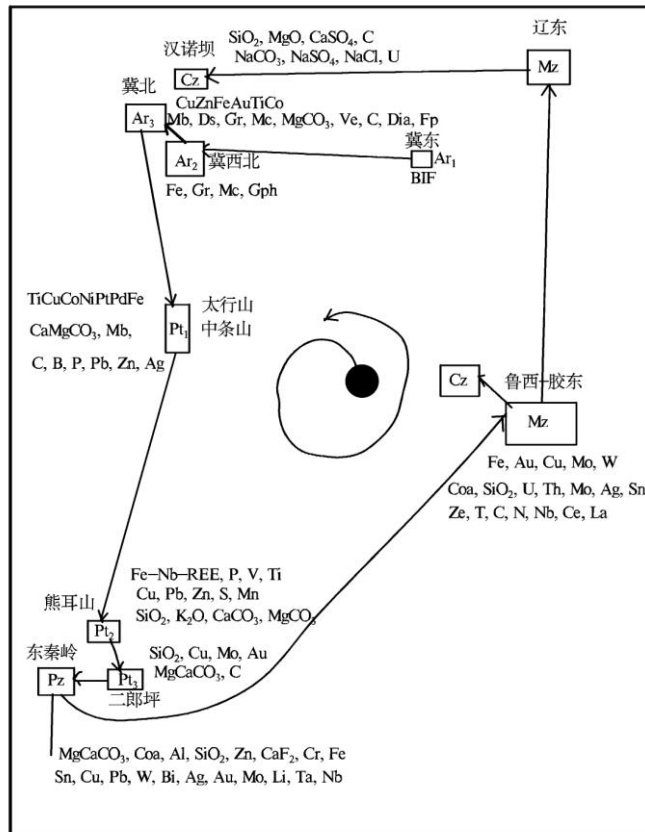 汉诺坝
SiO₂, MgO, CaSO₄, C
NaCO₃, NaSO₄, NaCl, U
辽东
Cz
Mz
冀北
CuZnFeAuTiCo
Ar₃
Mb, Ds, Gr, Mc, MgCO₃, Ve, C, Dia, Fp
Ar₂
冀西北
冀东
Ar₁
BIF
Fe, Gr, Mc, Gph
TiCuCoNiPtPdFe
CaMgCO₃, Mb,
C, B, P, Pb, Zn, Ag
Pt₁
太行山
中条山
Cz
鲁西-胶东
Mz
Fe, Au, Cu, Mo, W
Coa, SiO₂, U, Th, Mo, Ag, Sn
Ze, T, C, N, Nb, Ce, La
Fe-Nb-REE, P, V, Ti
Cu, Pb, Zn, S, Mn
SiO₂, K₂O, CaCO₃, MgCO₃
熊耳山
Pt₂
东秦岭
SiO₂, Cu, Mo, Au
MgCaCO₃, C
Pz
Pt₃
二郎坪
MgCaCO₃, Coa, Al, SiO₂, Zn, CaF₂, Cr, Fe
Sn, Cu, Pb, W, Bi, Ag, Au, Mo, Li, Ta, Nb